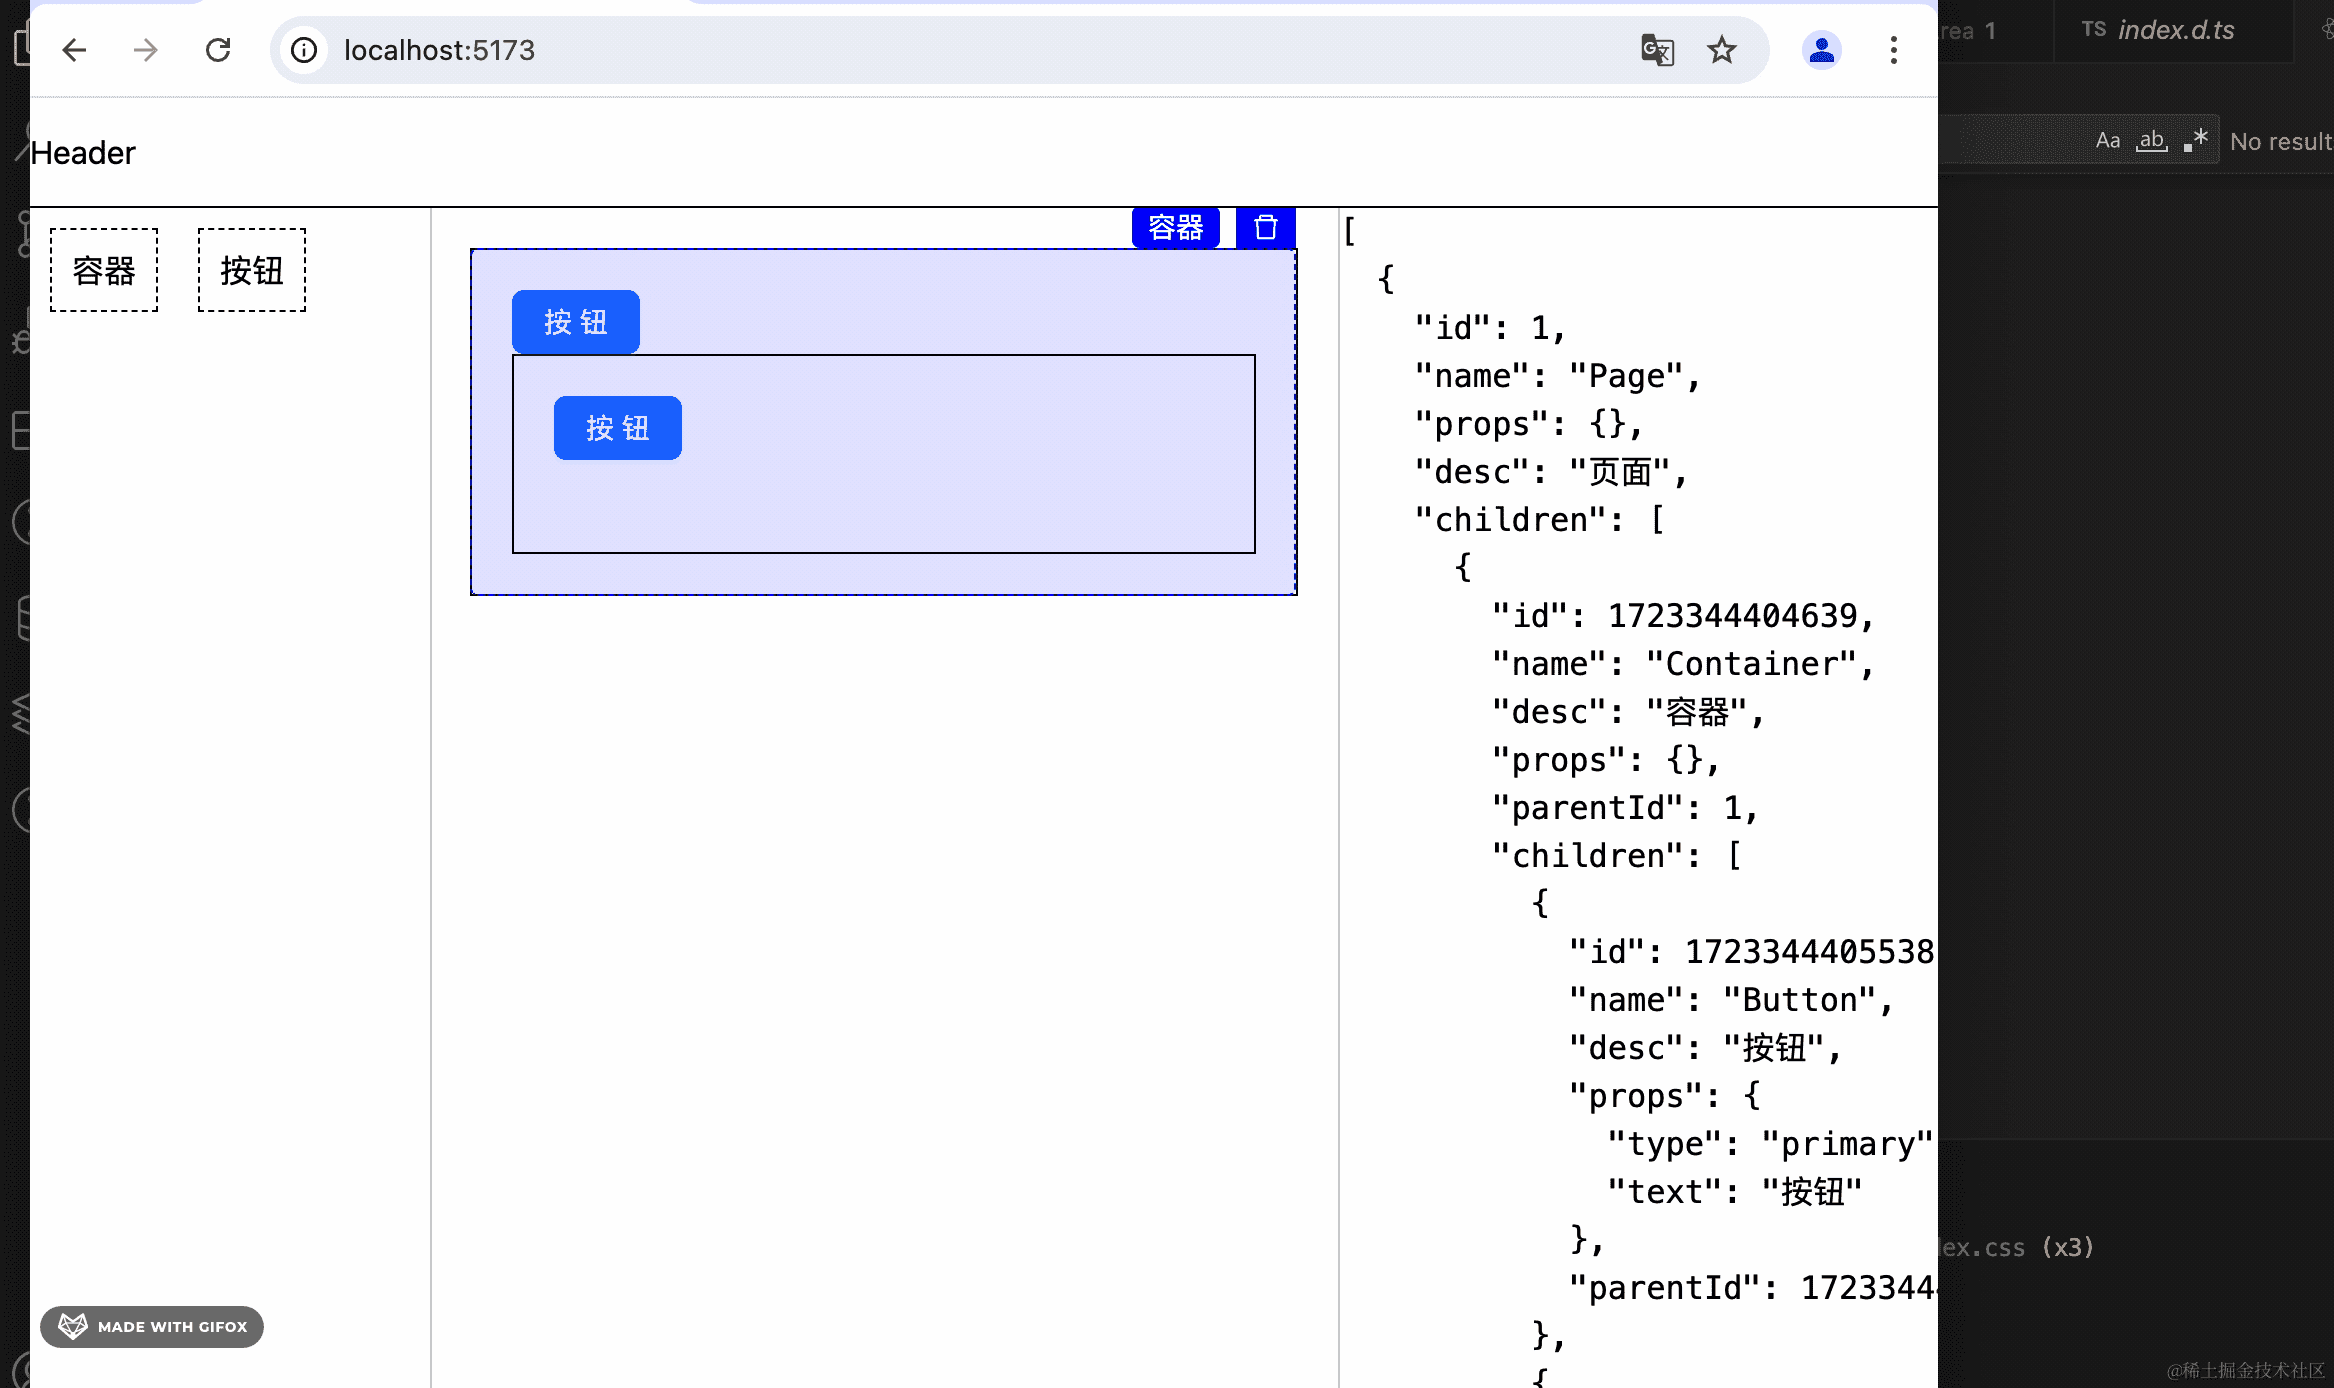 localhost:5173
rea 1
TS index.d.ts
Aa ab .* No result
Header
容器 按钮
容器
按 钮
按 钮
[
{
"id": 1,
"name": "Page",
"props": {},
"desc": "页面",
"children": [
{
"id": 1723344404639,
"name": "Container",
"desc": "容器",
"props": {},
"parentId": 1,
"children": [
{
"id": 1723344405538
"name": "Button",
"desc": "按钮",
"props": {
"type": "primary"
"text": "按钮"
},
"parentId": 1723344
},
{
ex.css (x3)
MADE WITH GIFOX
@稀土掘金技术社区